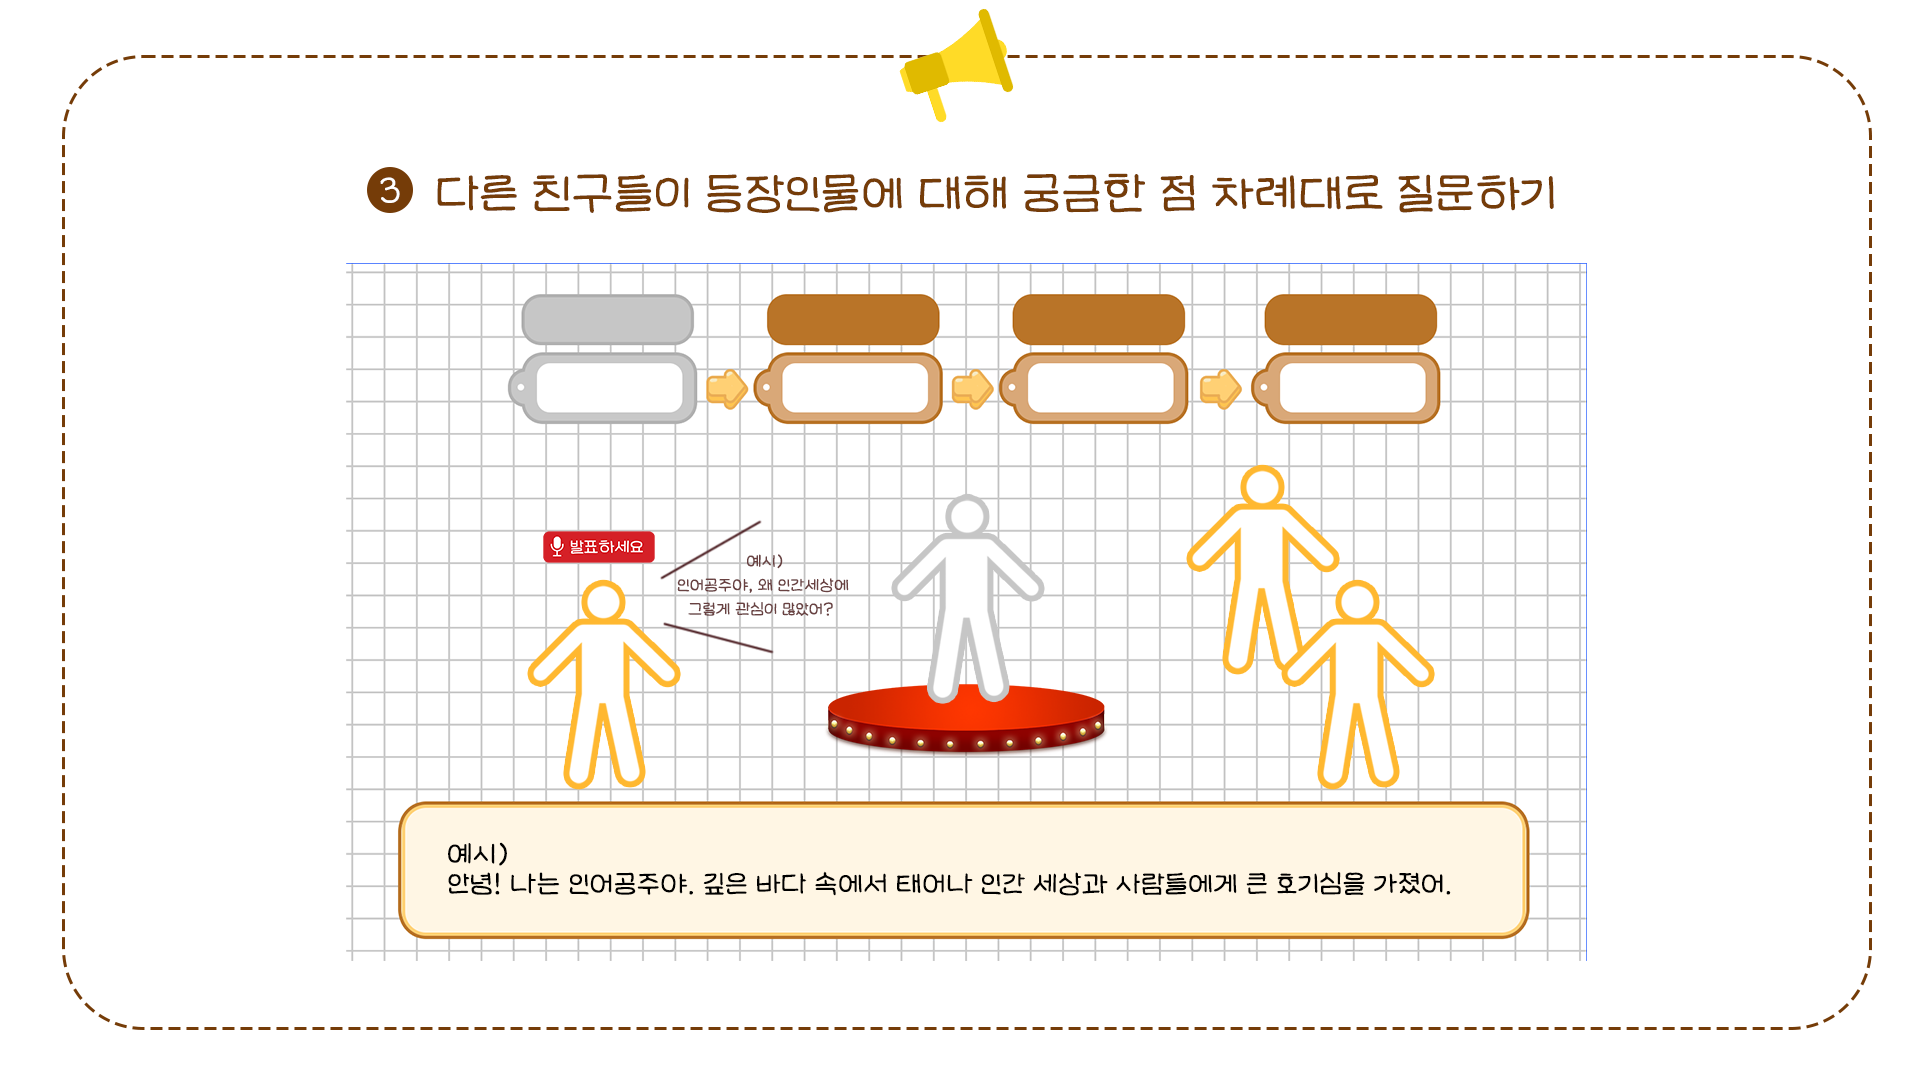 3 다른 친구들이 등장인물에 대해 궁금한 점 차례대로 질문하기
발표하세요
예시)
인어공주야, 왜 인간세상에
그렇게 관심이 많았어?
예시)
안녕! 나는 인어공주야. 깊은 바다 속에서 태어나 인간 세상과 사람들에게 큰 호기심을 가졌어.